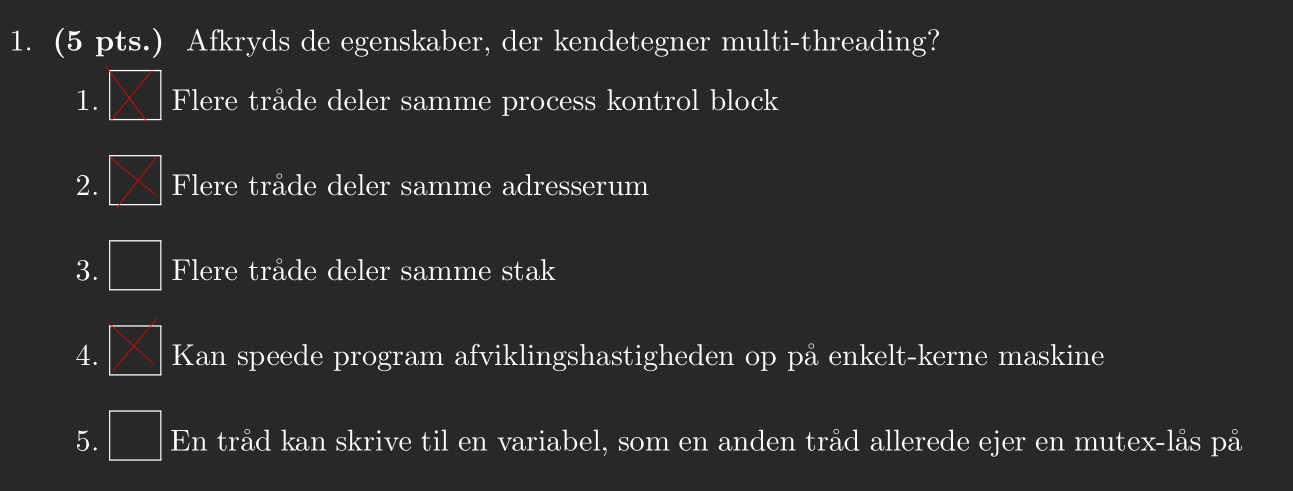 1. (5 pts.) Afkryds de egenskaber, der kendetegner multi-threading?
1. Flere tråde deler samme process kontrol block
2. Flere tråde deler samme adresserum
3. Flere tråde deler samme stak
4. Kan speede program afviklingshastigheden op på enkelt-kerne maskine
5. En tråd kan skrive til en variabel, som en anden tråd allerede ejer en mutex-lås på